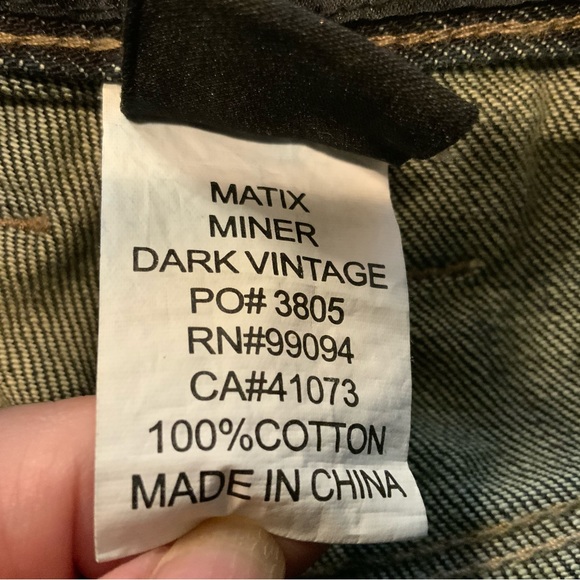 MATIX
MINER
DARK VINTAGE
PO# 3805
RN#99094
CA#41073
100%COTTON
MADE IN CHINA